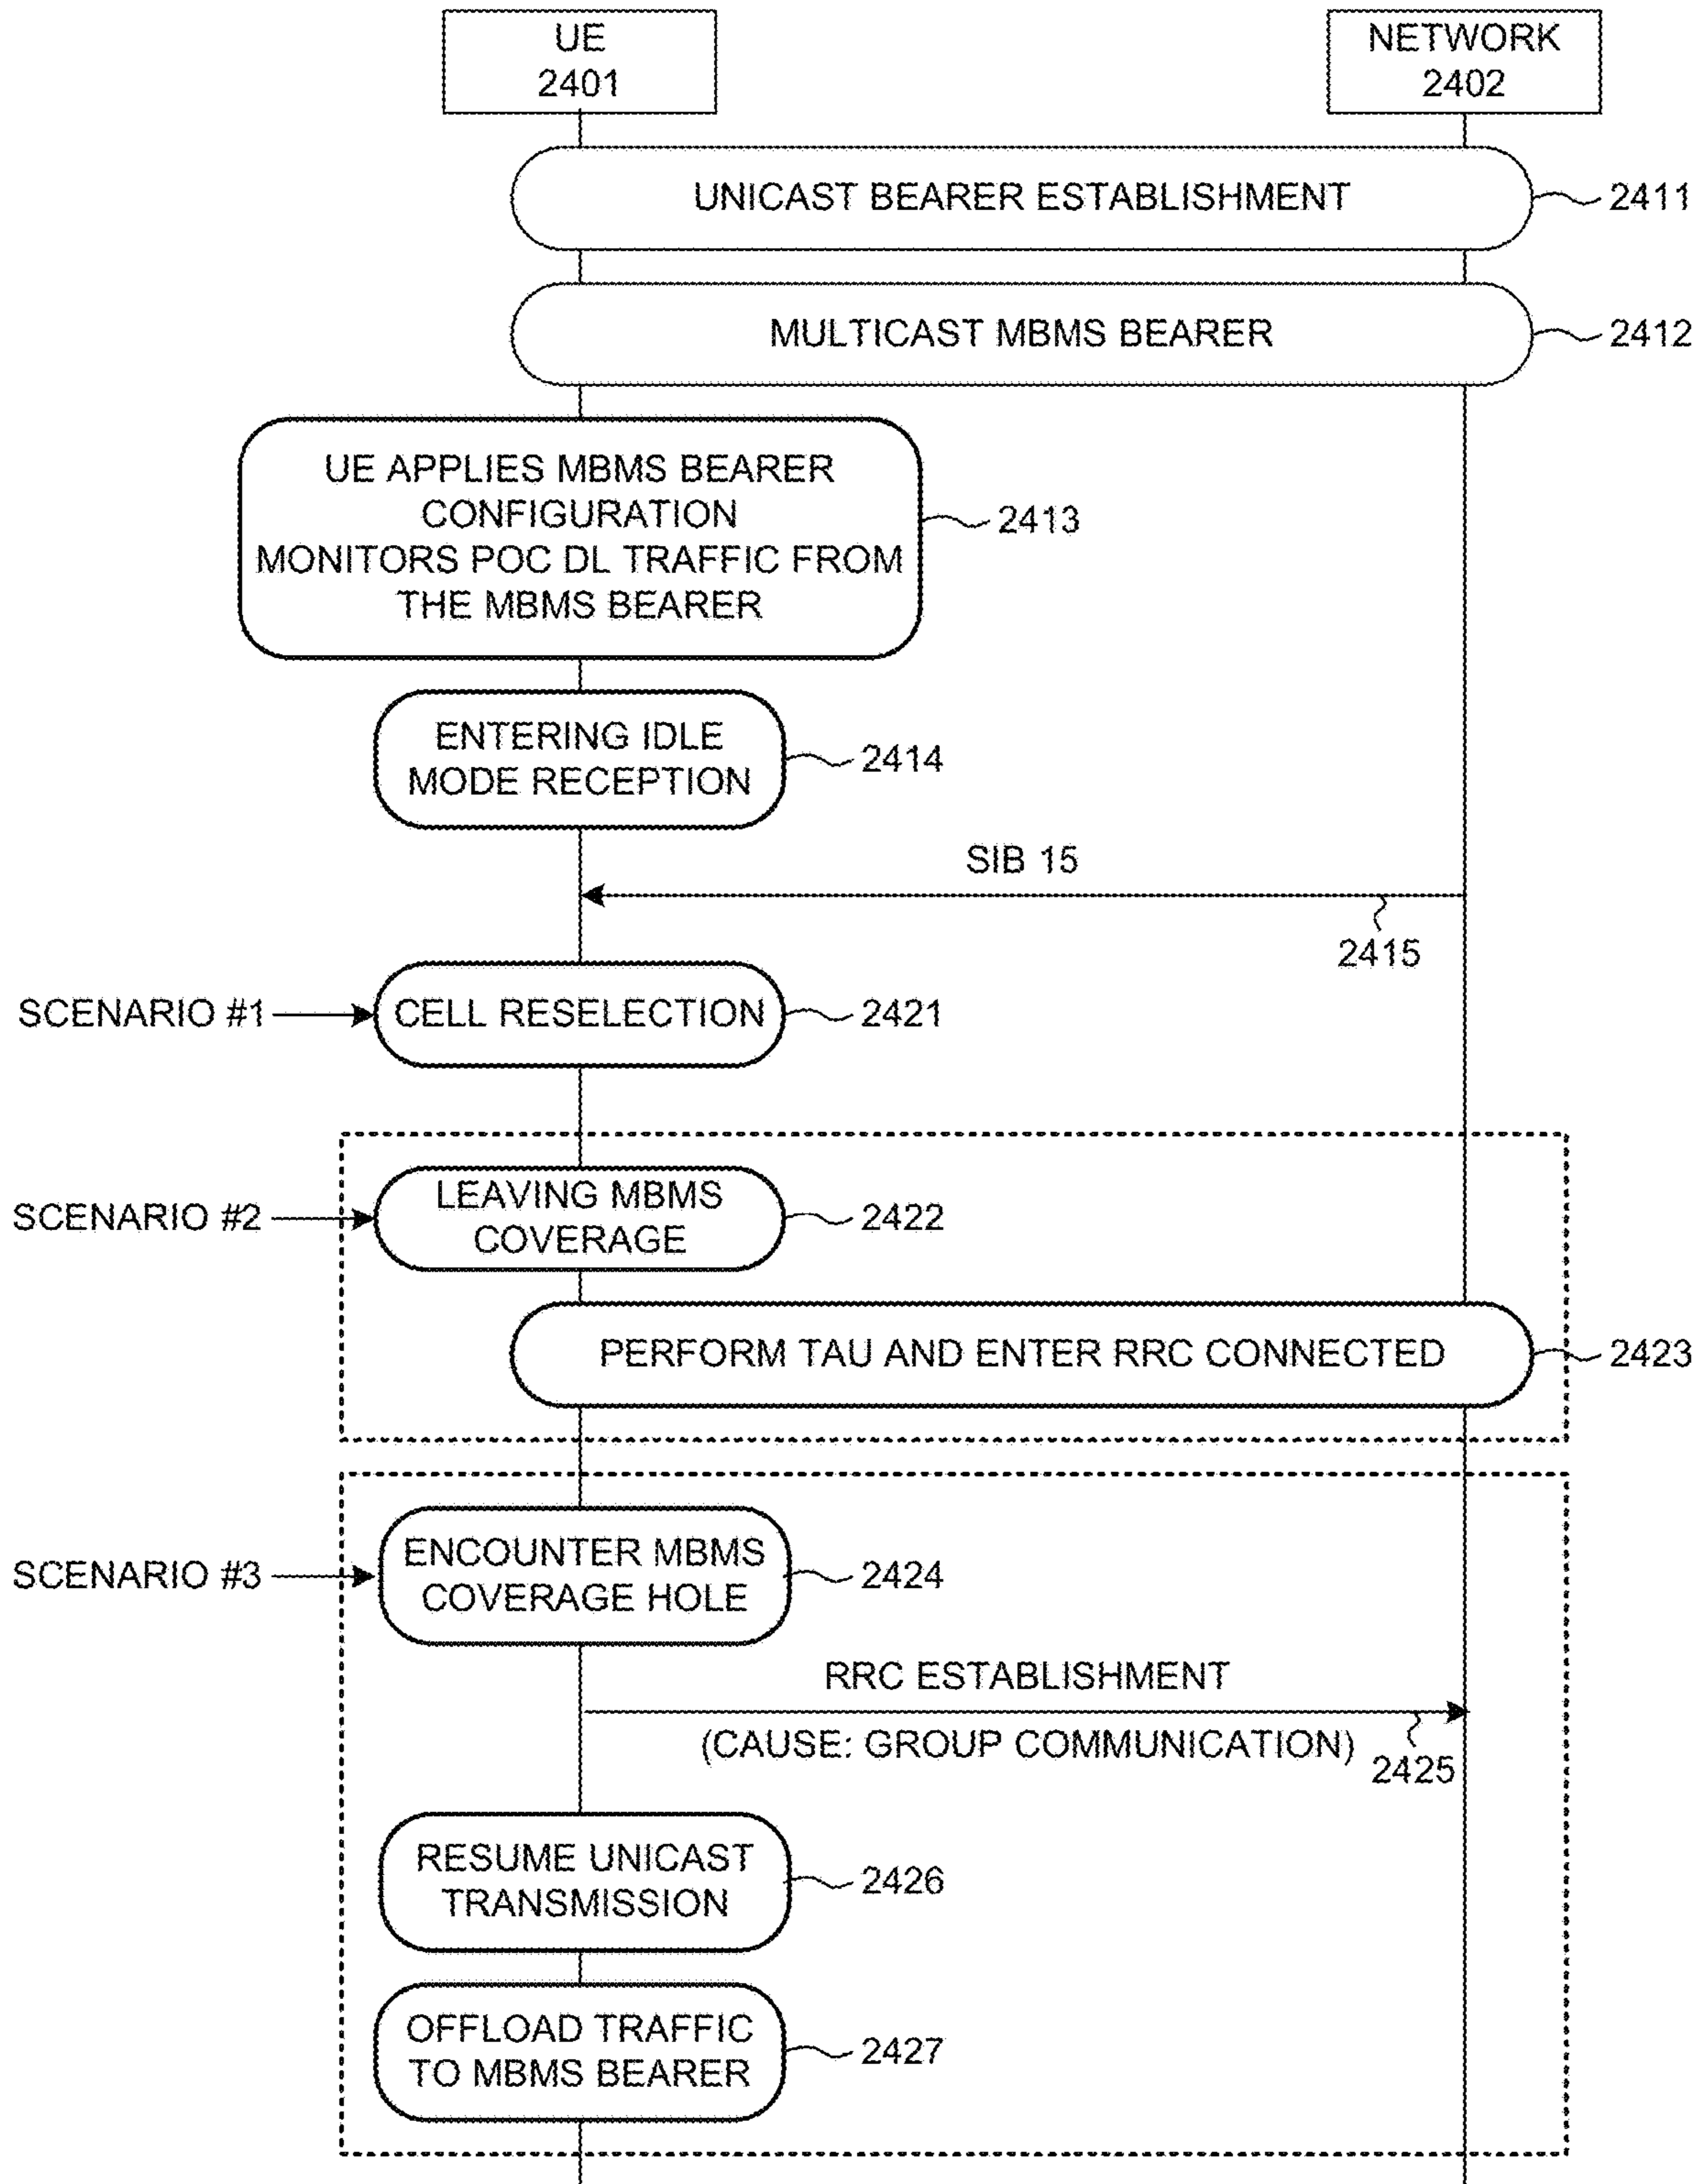 UE
2401
NETWORK
2402
UNICAST BEARER ESTABLISHMENT
2411
MULTICAST MBMS BEARER
2412
UE APPLIES MBMS BEARER
CONFIGURATION
MONITORS POC DL TRAFFIC FROM
THE MBMS BEARER
2413
ENTERING IDLE
MODE RECEPTION
2414
SIB 15
2415
SCENARIO #1
CELL RESELECTION
2421
SCENARIO #2
LEAVING MBMS
COVERAGE
2422
PERFORM TAU AND ENTER RRC CONNECTED
2423
SCENARIO #3
ENCOUNTER MBMS
COVERAGE HOLE
2424
RRC ESTABLISHMENT
(CAUSE: GROUP COMMUNICATION)
2425
RESUME UNICAST
TRANSMISSION
2426
OFFLOAD TRAFFIC
TO MBMS BEARER
2427